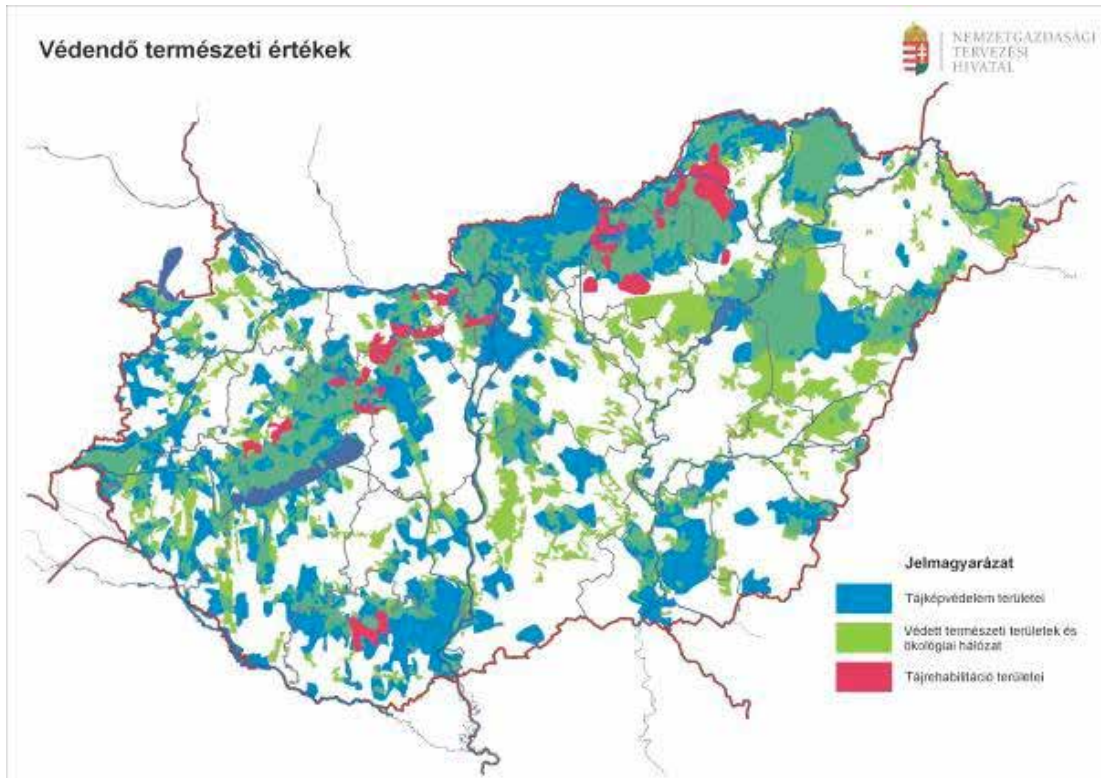 Védendő természeti értékek
NEMZETGAZDASÁGI
TERVEZÉSI
HIVATAL
Jelmagyarázat
Tájképvédelem területei
Védett természeti területek és
ökológiai hálózat
Tájrehabilitáció területei